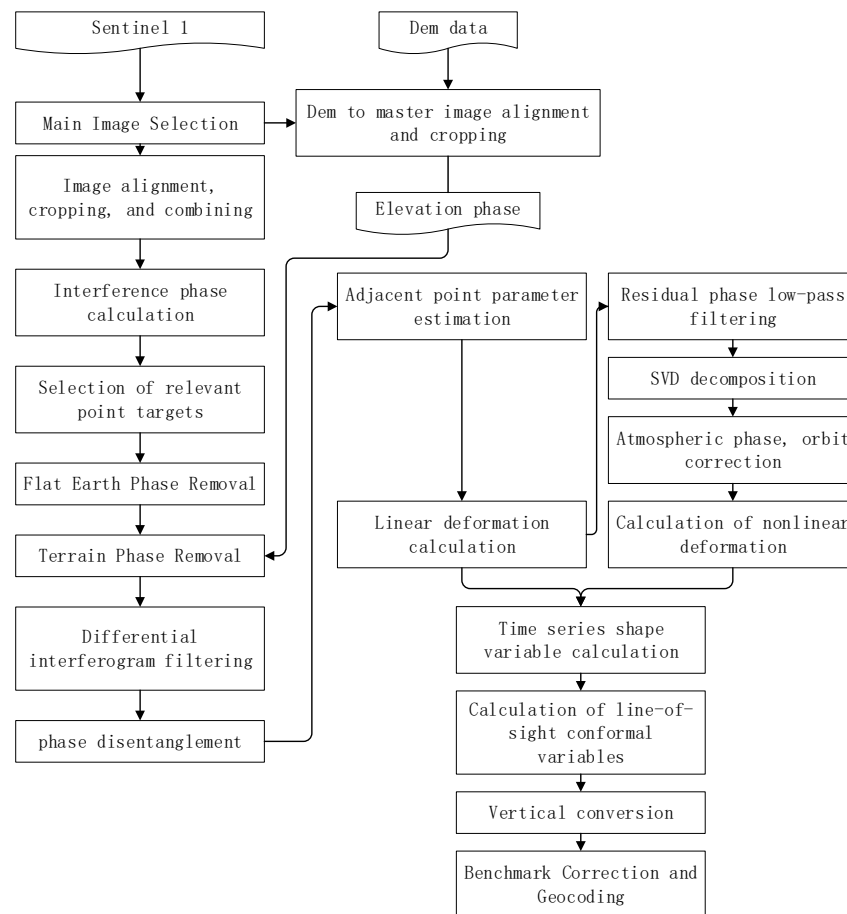 Sentinel 1
Dem data
Main Image Selection
Dem to master image alignment
and cropping
Image alignment,
cropping, and combining
Elevation phase
Interference phase
calculation
Adjacent point parameter
estimation
Residual phase low-pass
filtering
Selection of relevant
point targets
SVD decomposition
Atmospheric phase, orbit
correction
Flat Earth Phase Removal
Linear deformation
calculation
Calculation of nonlinear
deformation
Terrain Phase Removal
Differential
interferogram filtering
Time series shape
variable calculation
phase disentanglement
Calculation of line-of-
sight conformal
variables
Vertical conversion
Benchmark Correction and
Geocoding